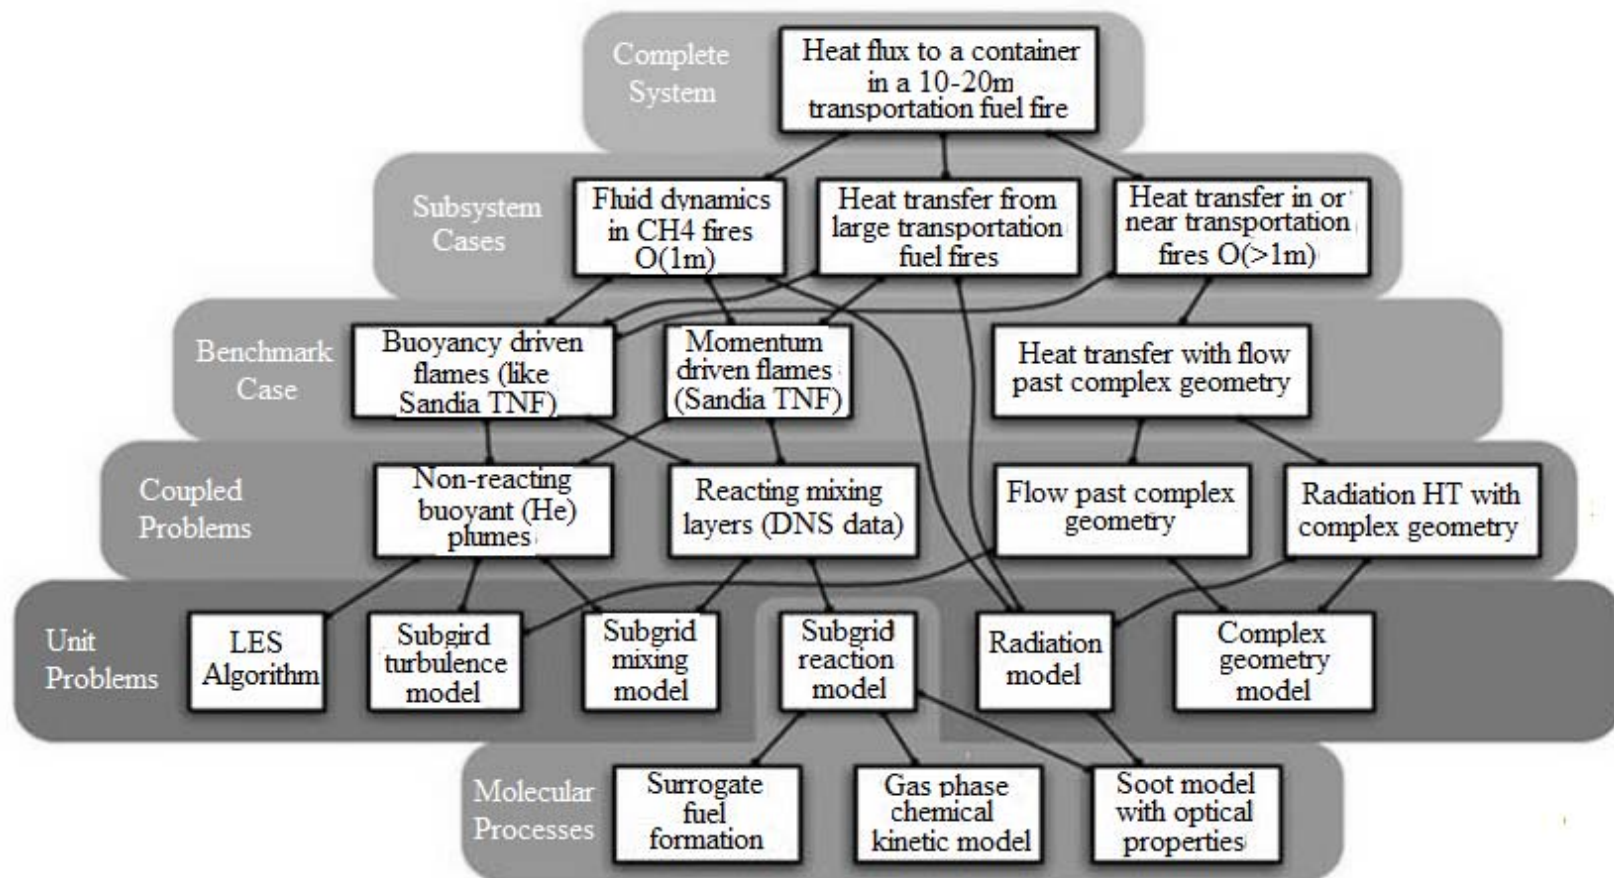 Complete
System
Heat flux to a container
in a 10-20m
transportation fuel fire
Subsystem
Cases
Fluid dynamics
in CH4 fires
O(1m)
Heat transfer from
large transportation
fuel fires
Heat transfer in or
near transportation
fires O(>1m)
Benchmark
Case
Buoyancy driven
flames (like
Sandia TNF)
Momentum
driven flames
(Sandia TNF)
Heat transfer with flow
past complex geometry
Coupled
Problems
Non-reacting
buoyant (He)
plumes
Reacting mixing
layers (DNS data)
Flow past complex
geometry
Radiation HT with
complex geometry
Unit
Problems
LES
Algorithm
Subgird
turbulence
model
Subgrid
mixing
model
Subgrid
reaction
model
Radiation
model
Complex
geometry
model
Molecular
Processes
Surrogate
fuel
formation
Gas phase
chemical
kinetic model
Soot model
with optical
properties